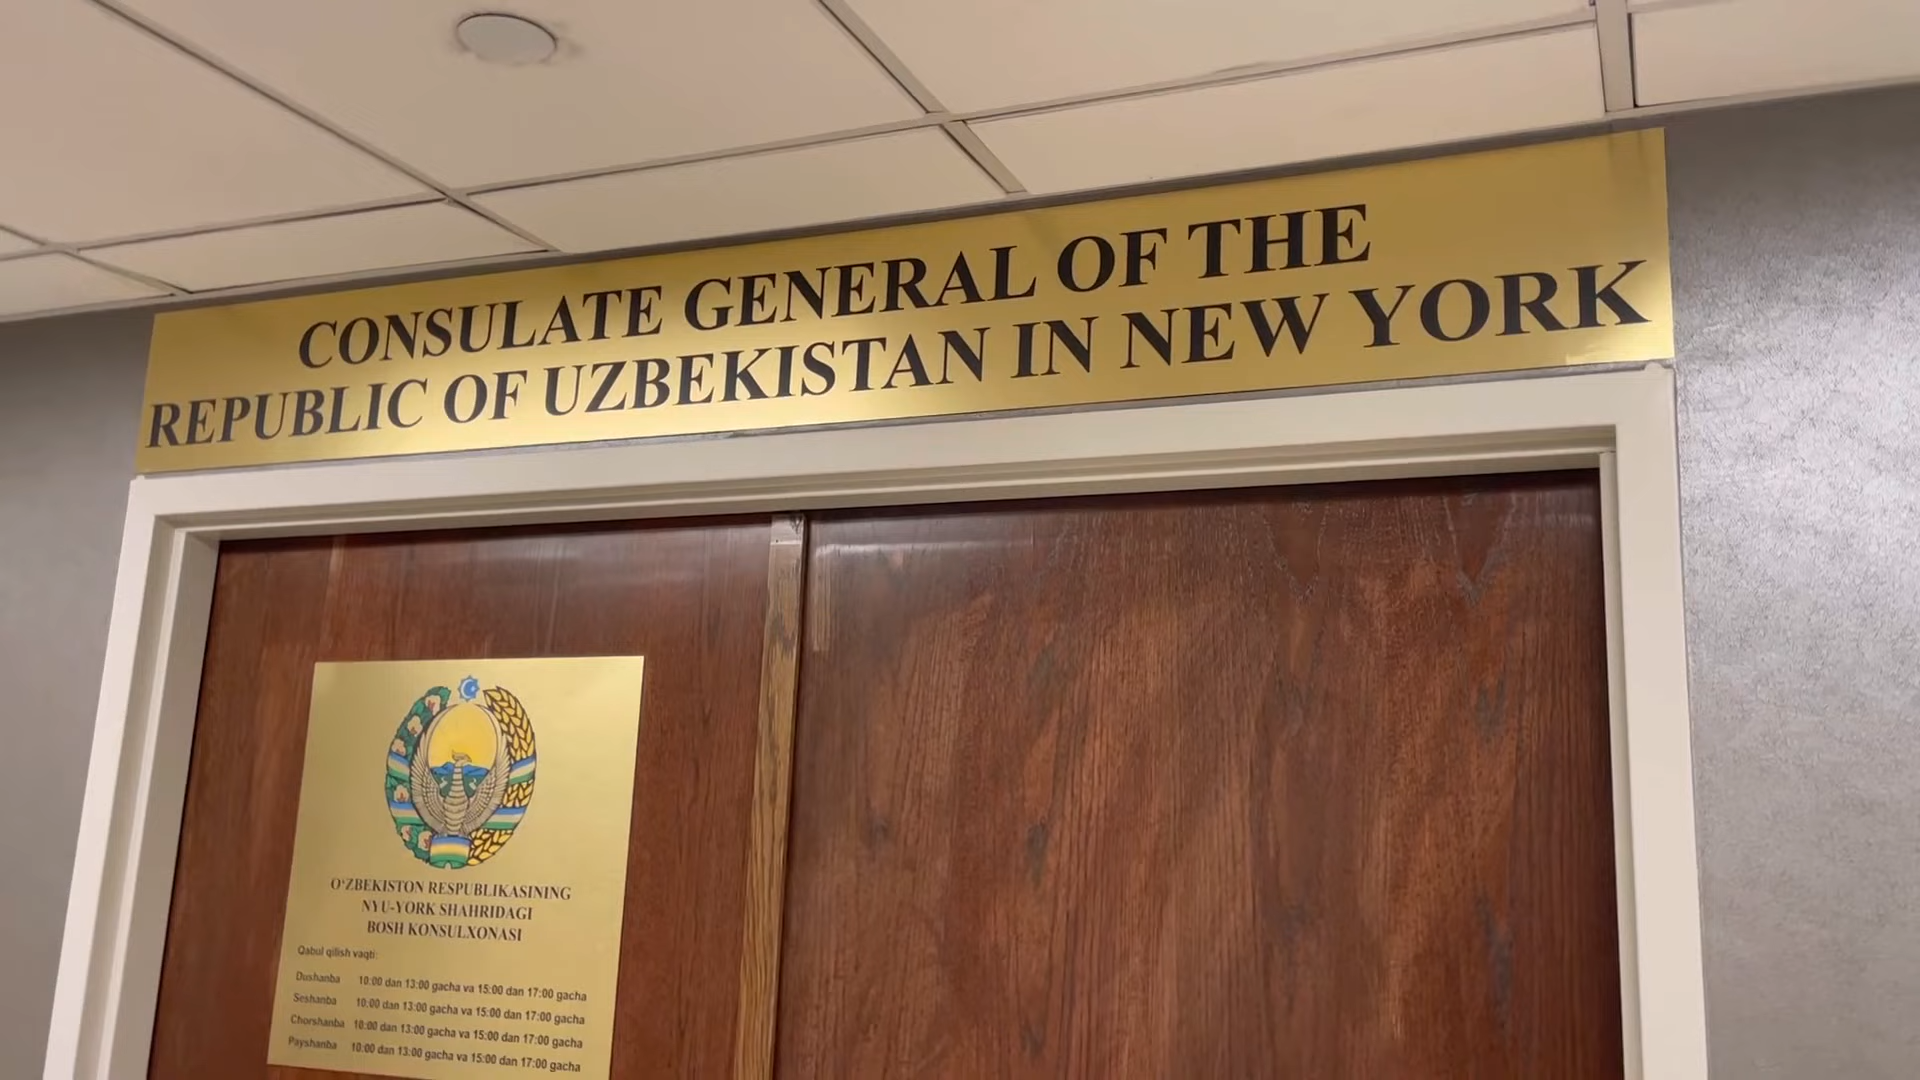 CONSULATE GENERAL OF THE
REPUBLIC OF UZBEKISTAN IN NEW YORK
O‘ZBEKISTON RESPUBLIKASINING
NYU-YORK SHAHRIDAGI
BOSH KONSULXONASI
Qabul qilish vaqti:
Dushanba 10:00 dan 13:00 gacha va 15:00 dan 17:00 gacha
Seshanba 10:00 dan 13:00 gacha va 15:00 dan 17:00 gacha
Chorshanba 10:00 dan 13:00 gacha va 15:00 dan 17:00 gacha
Payshanba 10:00 dan 13:00 gacha va 15:00 dan 17:00 gacha